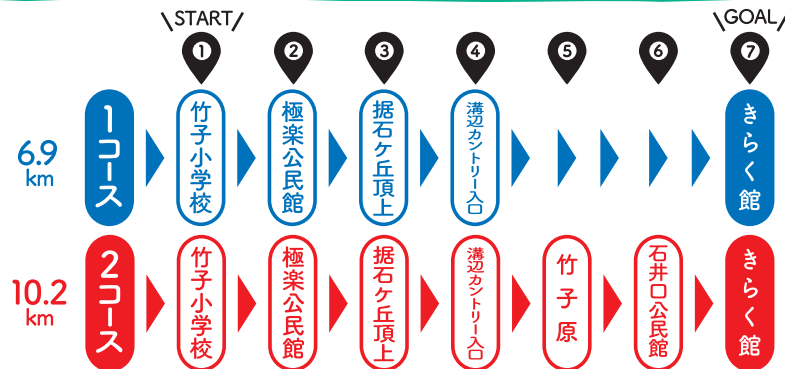 \START/
\GOAL/
1 2 3 4 5 6 7
6.9 km
1コース
竹子小学校
極楽公民館
据石ケ丘頂上
溝辺カントリー入口
きらく館
10.2 km
2コース
竹子小学校
極楽公民館
据石ケ丘頂上
溝辺カントリー入口
竹子原
石井口公民館
きらく館